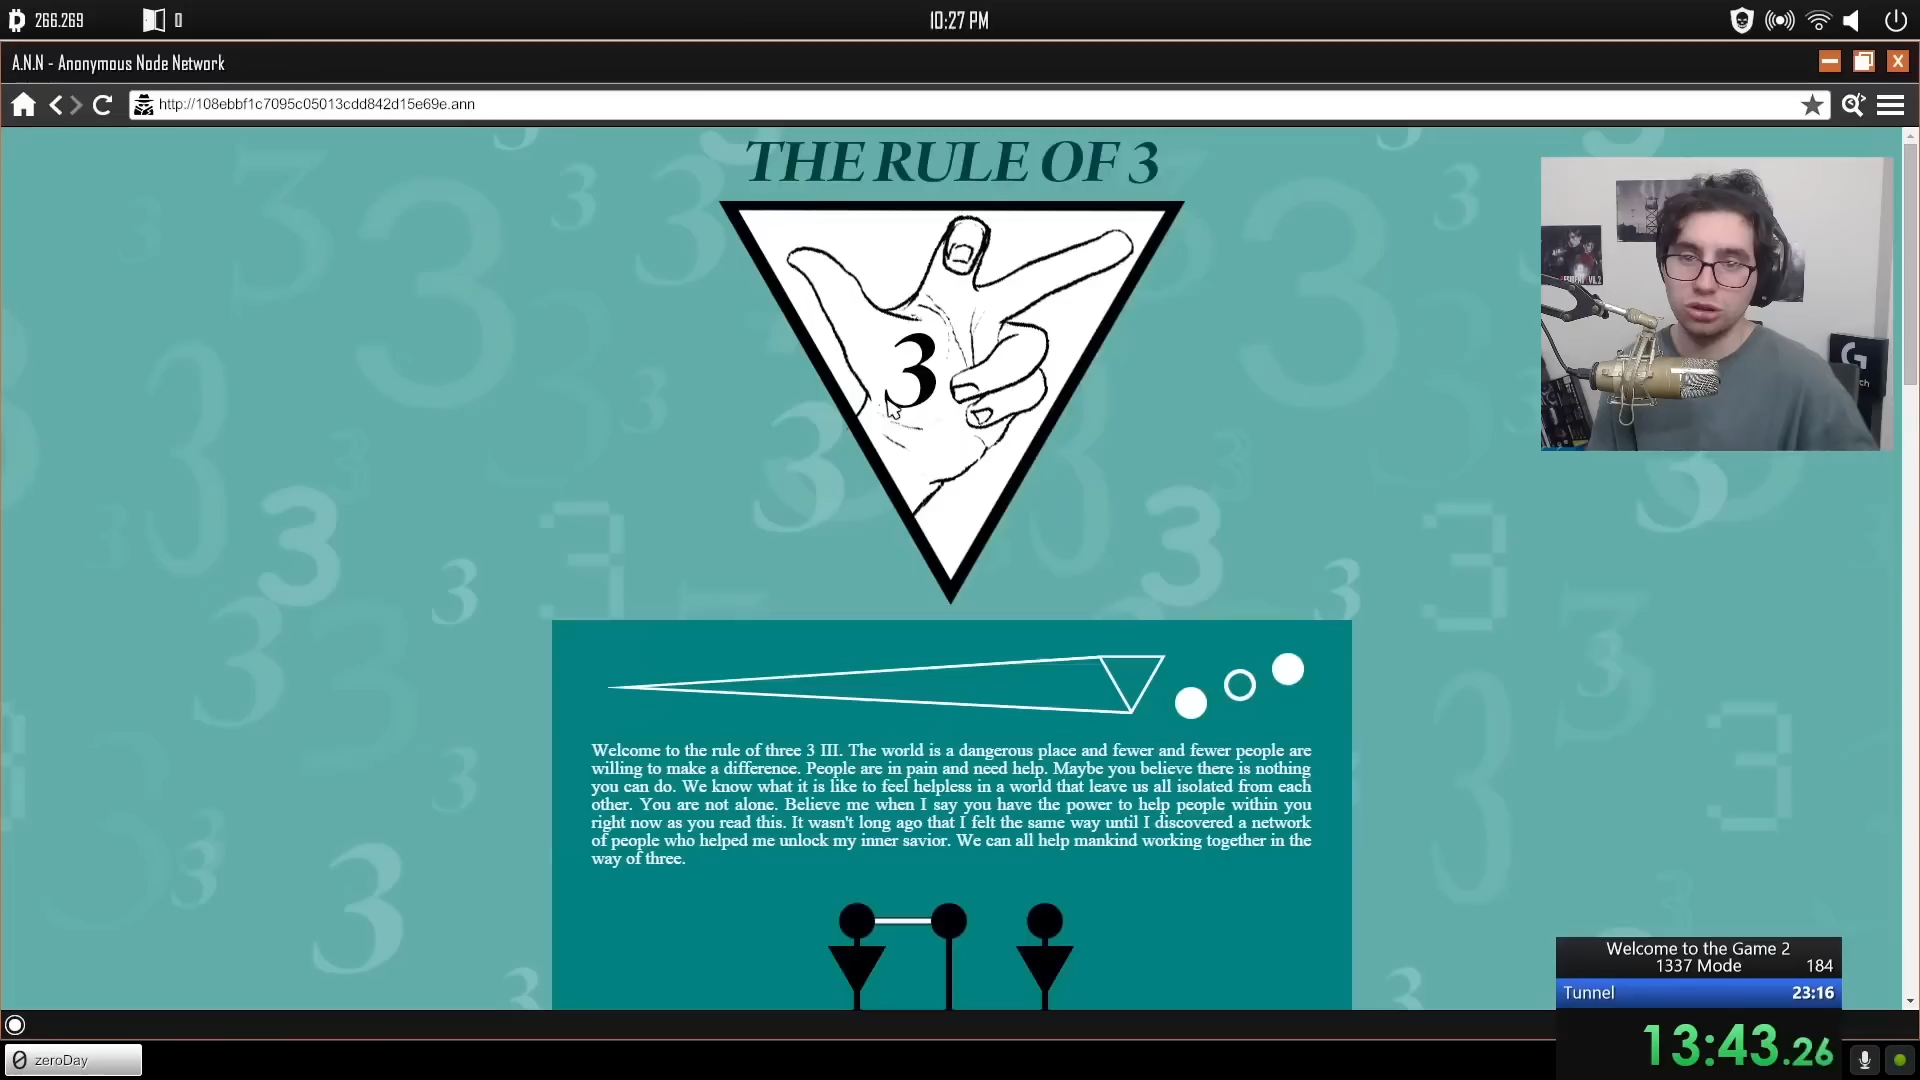 266.269
0
10:27 PM
A.N.N - Anonymous Node Network
http://108ebbf1c7095c05013cdd842d15e69e.ann
THE RULE OF 3
3
Welcome to the rule of three 3 III. The world is a dangerous place and fewer and fewer people are
willing to make a difference. People are in pain and need help. Maybe you believe there is nothing
you can do. We know what it is like to feel helpless in a world that leave us all isolated from each
other. You are not alone. Believe me when I say you have the power to help people within you
right now as you read this. It wasn't long ago that I felt the same way until I discovered a network
of people who helped me unlock my inner savior. We can all help mankind working together in the
way of three.
Welcome to the Game 2
1337 Mode 184
Tunnel 23:16
13:43.26
zeroDay